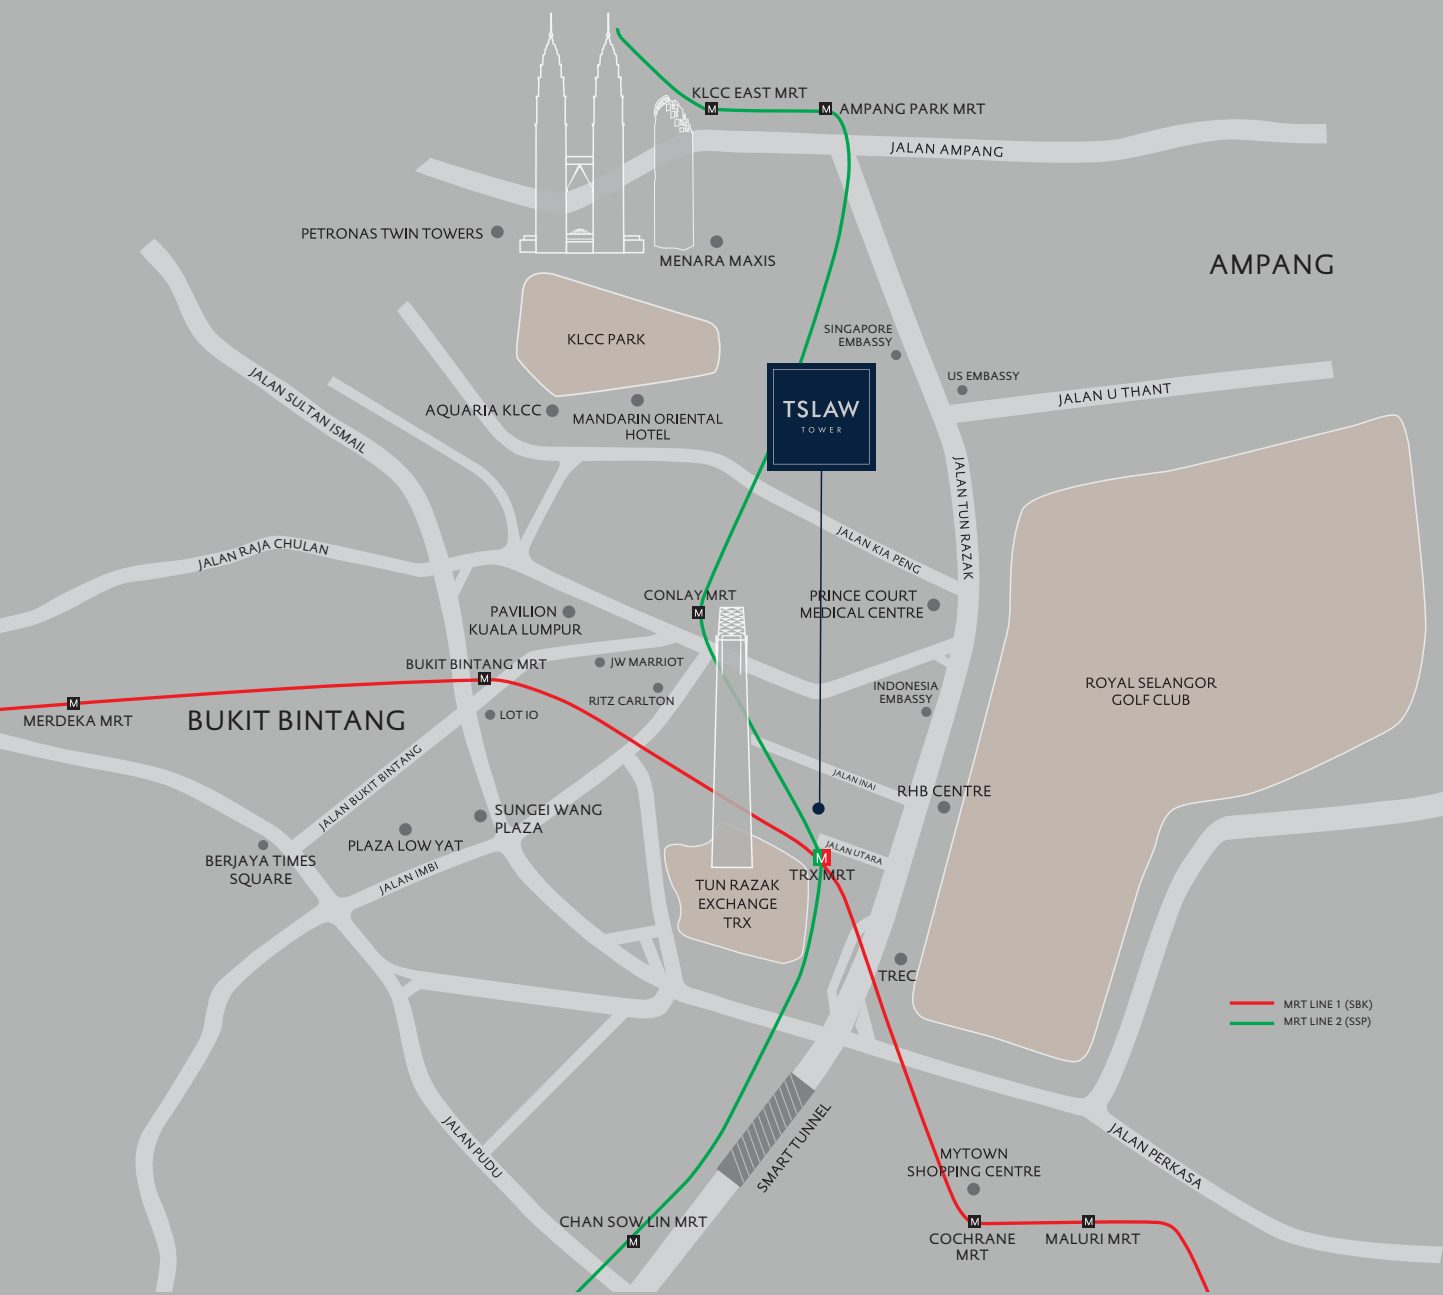 KLCC EAST MRT
M
M
AMPANG PARK MRT
JALAN AMPANG
PETRONAS TWIN TOWERS
MENARA MAXIS
AMPANG
KLCC PARK
SINGAPORE
EMBASSY
US EMBASSY
JALAN U THANT
JALAN SULTAN ISMAIL
AQUARIA KLCC
MANDARIN ORIENTAL
HOTEL
TSLAW
TOWER
JALAN TUN RAZAK
JALAN RAJA CHULAN
JALAN KIA PENG
CONLAY MRT
M
PRINCE COURT
MEDICAL CENTRE
PAVILION
KUALA LUMPUR
BUKIT BINTANG MRT
M
JW MARRIOT
RITZ CARLTON
INDONESIA
EMBASSY
ROYAL SELANGOR
GOLF CLUB
M
MERDEKA MRT
BUKIT BINTANG
LOT IO
JALAN BUKIT BINTANG
JALAN INAI
RHB CENTRE
SUNGEI WANG
PLAZA
PLAZA LOW YAT
BERJAYA TIMES
SQUARE
JALAN IMBI
JALAN UTARA
M
TRX MRT
TUN RAZAK
EXCHANGE
TRX
TREC
MRT LINE 1 (SBK)
MRT LINE 2 (SSP)
JALAN PUDU
SMART TUNNEL
JALAN PERKASA
MYTOWN
SHOPPING CENTRE
CHAN SOW LIN MRT
M
M
COCHRANE
MRT
M
MALURI MRT